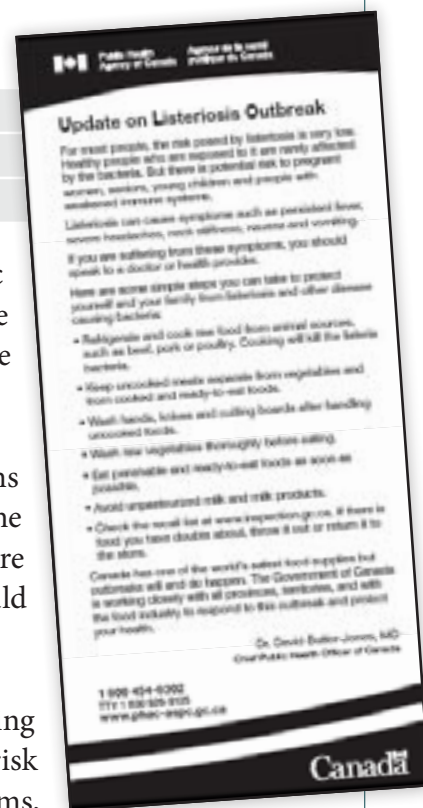 Public Health
Agency of Canada
Agence de la santé
publique du Canada
Update on Listeriosis Outbreak
For most people, the risk posed by listeriosis is very low.
Healthy people who are exposed to it are rarely affected
by the bacteria. But there is potential risk to pregnant
women, seniors, young children and people with
weakened immune systems.
Listeriosis can cause symptoms such as persistent fever,
severe headaches, neck stiffness, nausea and vomiting.
If you are suffering from these symptoms, you should
speak to a doctor or health provider.
Here are some simple steps you can take to protect
yourself and your family from listeriosis and other disease
causing bacteria:
• Refrigerate and cook raw food from animal sources,
such as beef, pork or poultry. Cooking will kill the listeria
bacteria.
• Keep uncooked meats separate from vegetables and
from cooked and ready-to-eat foods.
• Wash hands, knives and cutting boards after handling
uncooked foods.
• Wash raw vegetables thoroughly before eating.
• Eat perishable and ready-to-eat foods as soon as
possible.
• Avoid unpasteurized milk and milk products.
• Check the recall list at www.inspection.gc.ca. If there is
food you have doubts about, throw it out or return it to
the store.
Canada has one of the world's safest food supplies but
outbreaks will and do happen. The Government of Canada
is working closely with all provinces, territories, and with
the food industry to respond to this outbreak and protect
your health.
Dr. David Butler-Jones, MD
Chief Public Health Officer of Canada
www.phac-aspc.gc.ca
Canada
ns
re
ld
ing
risk
ms.